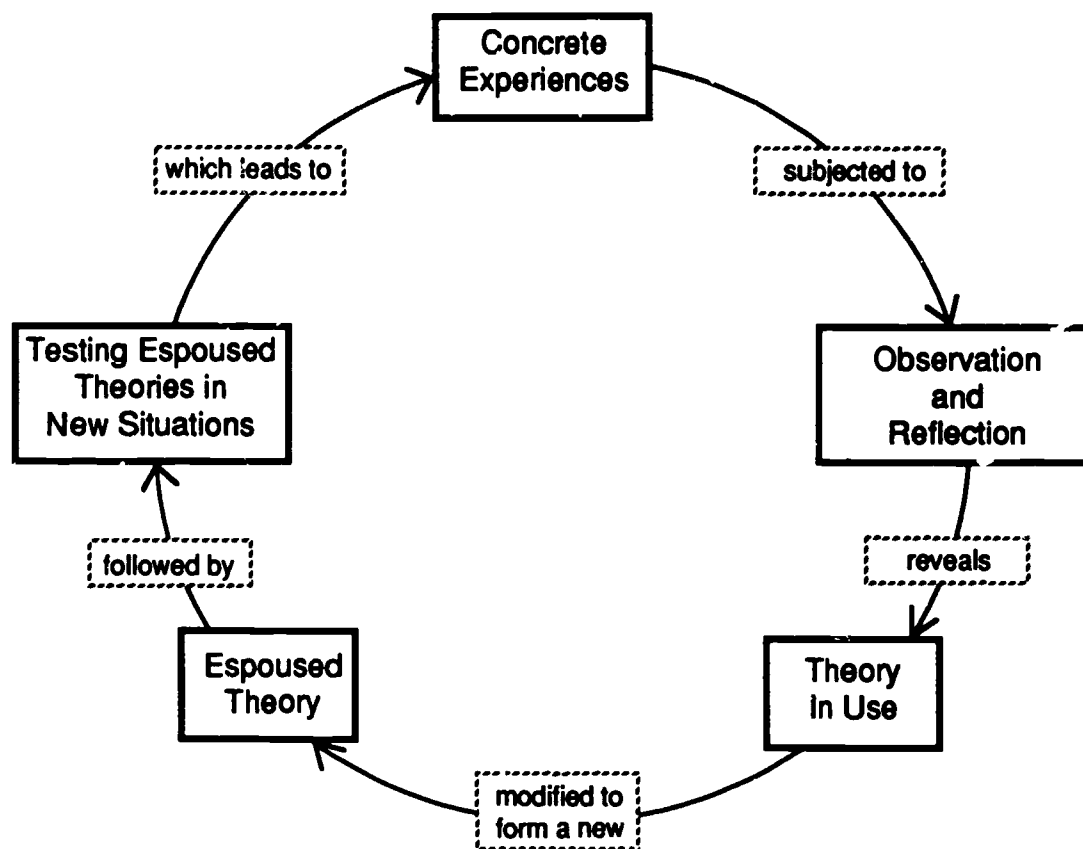 Concrete
Experiences
subjected to
Observation
and
Reflection
reveals
Theory
in Use
modified to
form a new
Espoused
Theory
followed by
Testing Espoused
Theories in
New Situations
which leads to